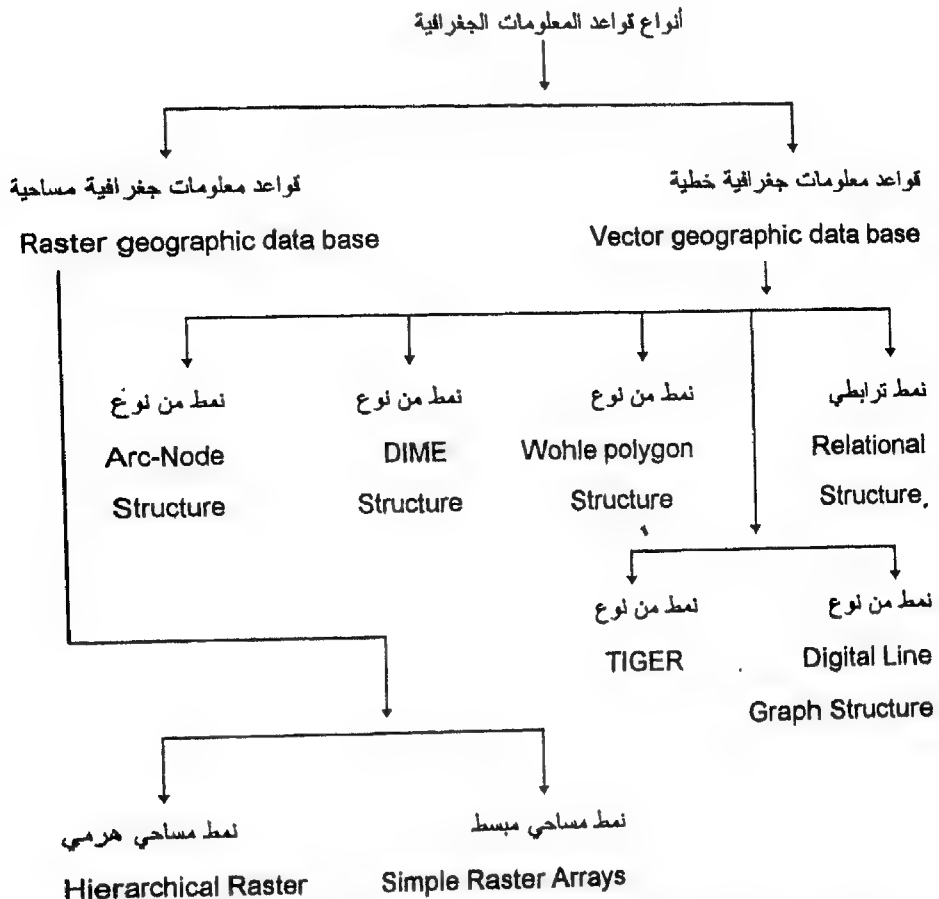 أنواع قواعد المعلومات الجغرافية
قواعد معلومات جغرافية خطية
Vector geographic data base
قواعد معلومات جغرافية مساحية
Raster geographic data base
نمط ترابطي
Relational
Structure
نمط من نوع
Wohle polygon
Structure
نمط من نوع
DIME
Structure
نمط من نوع
Arc-Node
Structure
نمط من نوع
Digital Line
Graph Structure
نمط من نوع
TIGER
نمط مساحي مبسط
Simple Raster Arrays
نمط مساحي هرمي
Hierarchical Raster